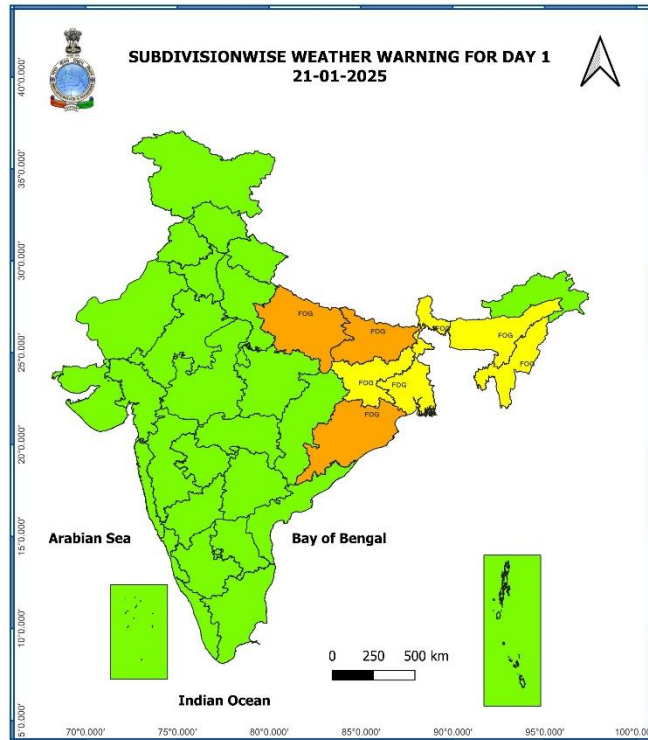 SUBDIVISIONWISE WEATHER WARNING FOR DAY 1
21-01-2025
40°0.000'
35°0.000'
30°0.000'
FOG
FOG
FOG
25°0.000'
FOG
FOG
FOG
FOG
20°0.000'
Arabian Sea
Bay of Bengal
15°0.000'
10°0.000'
0 250 500 km
Indian Ocean
5°0.000'
70°0.000' 75°0.000' 80°0.000' 85°0.000' 90°0.000' 95°0.000' 100°0.000'